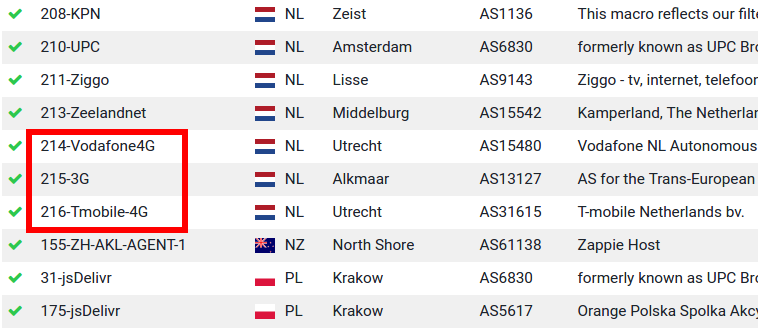 208-KPN NL Zeist AS1136 This macro reflects our filte
210-UPC NL Amsterdam AS6830 formerly known as UPC Bro
211-Ziggo NL Lisse AS9143 Ziggo - tv, internet, telefoon
213-Zeelandnet NL Middelburg AS15542 Kamperland, The Netherlan
214-Vodafone4G NL Utrecht AS15480 Vodafone NL Autonomous
215-3G NL Alkmaar AS13127 AS for the Trans-European
216-Tmobile-4G NL Utrecht AS31615 T-mobile Netherlands bv.
155-ZH-AKL-AGENT-1 NZ North Shore AS61138 Zappie Host
31-jsDelivr PL Krakow AS6830 formerly known as UPC Bro
175-jsDelivr PL Krakow AS5617 Orange Polska Spolka Akcy